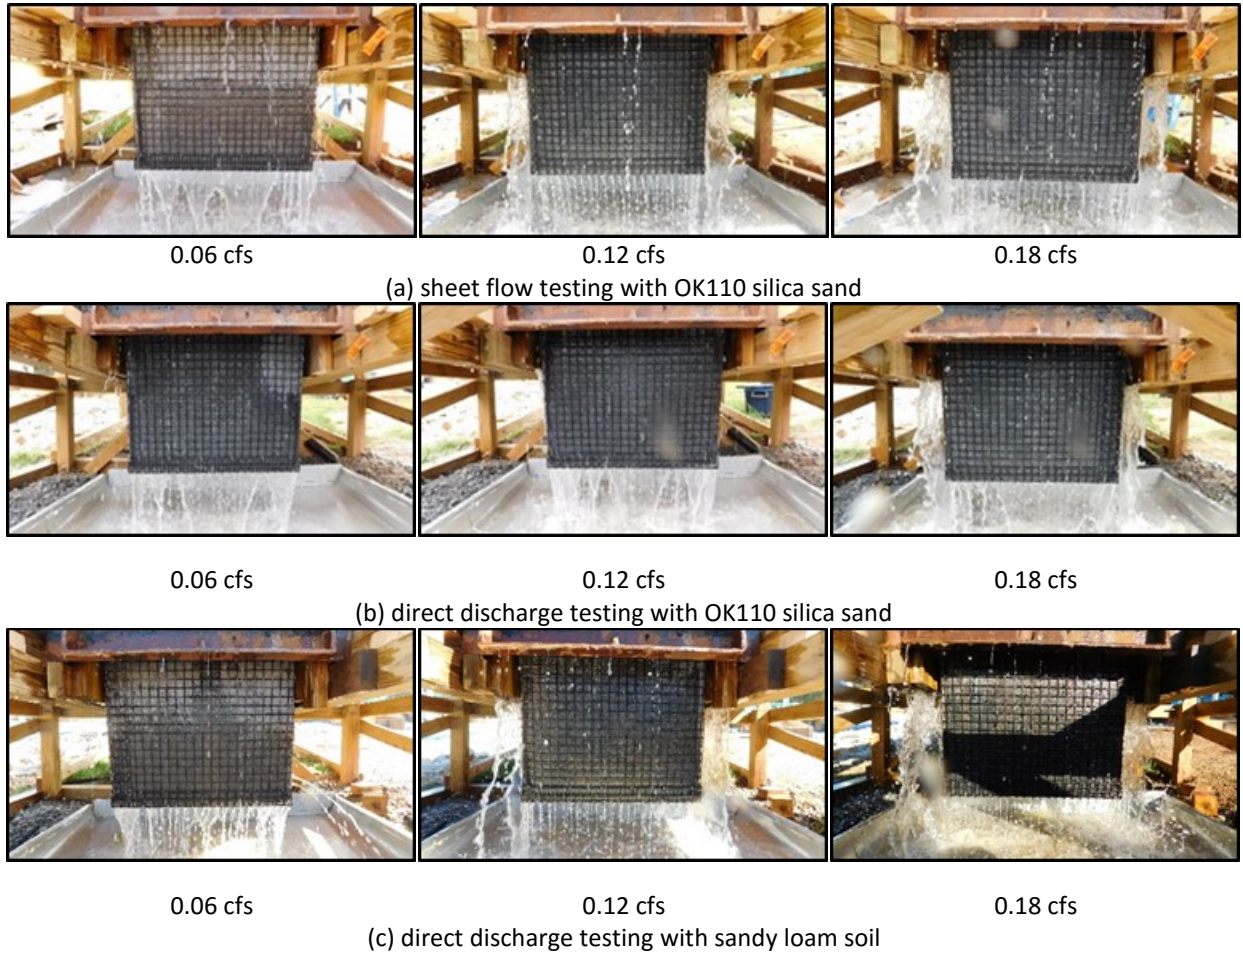 0.06 cfs 0.12 cfs 0.18 cfs
(a) sheet flow testing with OK110 silica sand
0.06 cfs 0.12 cfs 0.18 cfs
(b) direct discharge testing with OK110 silica sand
0.06 cfs 0.12 cfs 0.18 cfs
(c) direct discharge testing with sandy loam soil